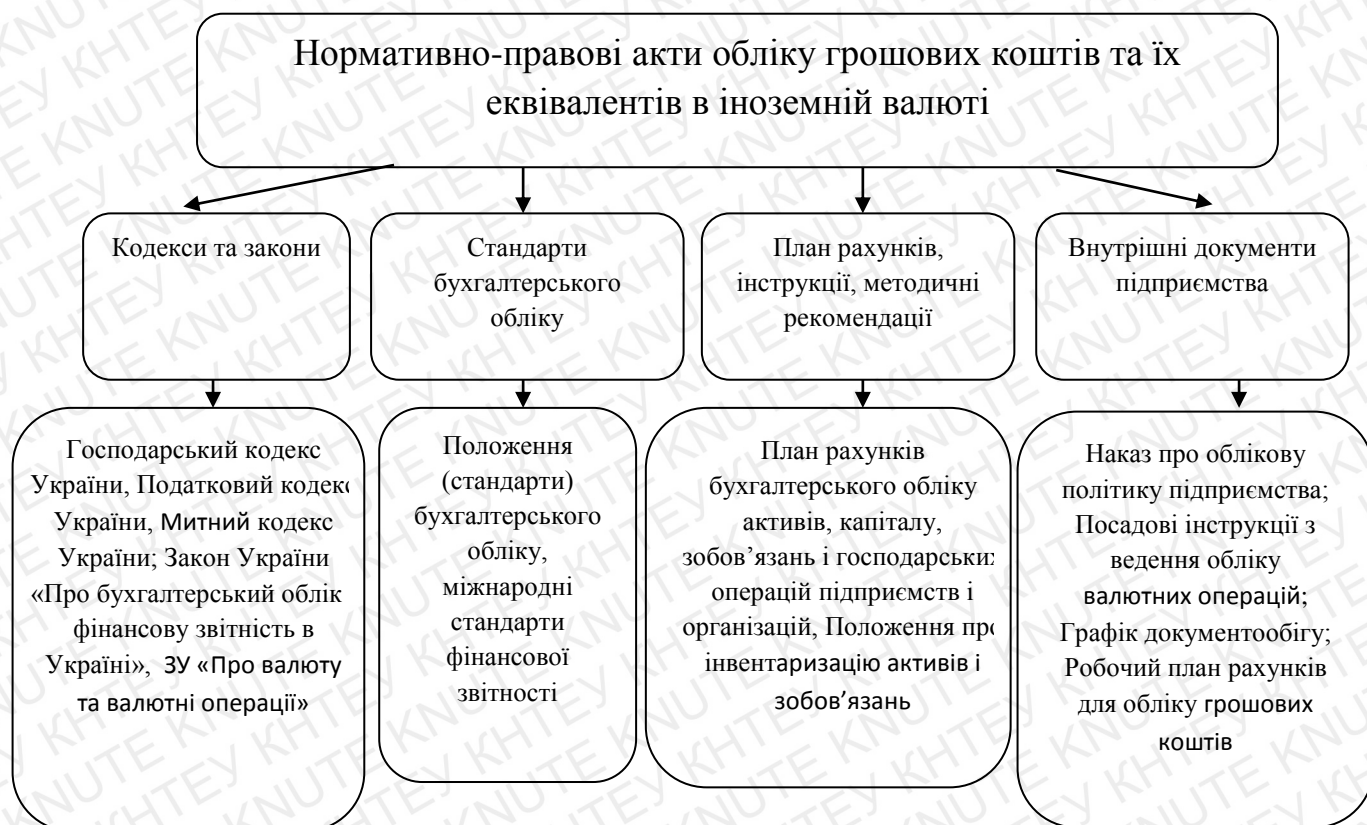 Нормативно-правові акти обліку грошових коштів та їх
еквівалентів в іноземній валюті
Кодекси та закони
Стандарти
бухгалтерського
обліку
План рахунків,
інструкції, методичні
рекомендації
Внутрішні документи
підприємства
Господарський кодекс
України, Податковий кодекс
України, Митний кодекс
України; Закон України
«Про бухгалтерський облік
фінансову звітність в
Україні», ЗУ «Про валюту
та валютні операції»
Положення
(стандарти)
бухгалтерського
обліку,
міжнародні
стандарти
фінансової
звітності
План рахунків
бухгалтерського обліку
активів, капіталу,
зобов’язань і господарських
операцій підприємств і
організацій, Положення про
інвентаризацію активів і
зобов’язань
Наказ про облікову
політику підприємства;
Посадові інструкції з
ведення обліку
валютних операцій;
Графік документообігу;
Робочий план рахунків
для обліку грошових
коштів